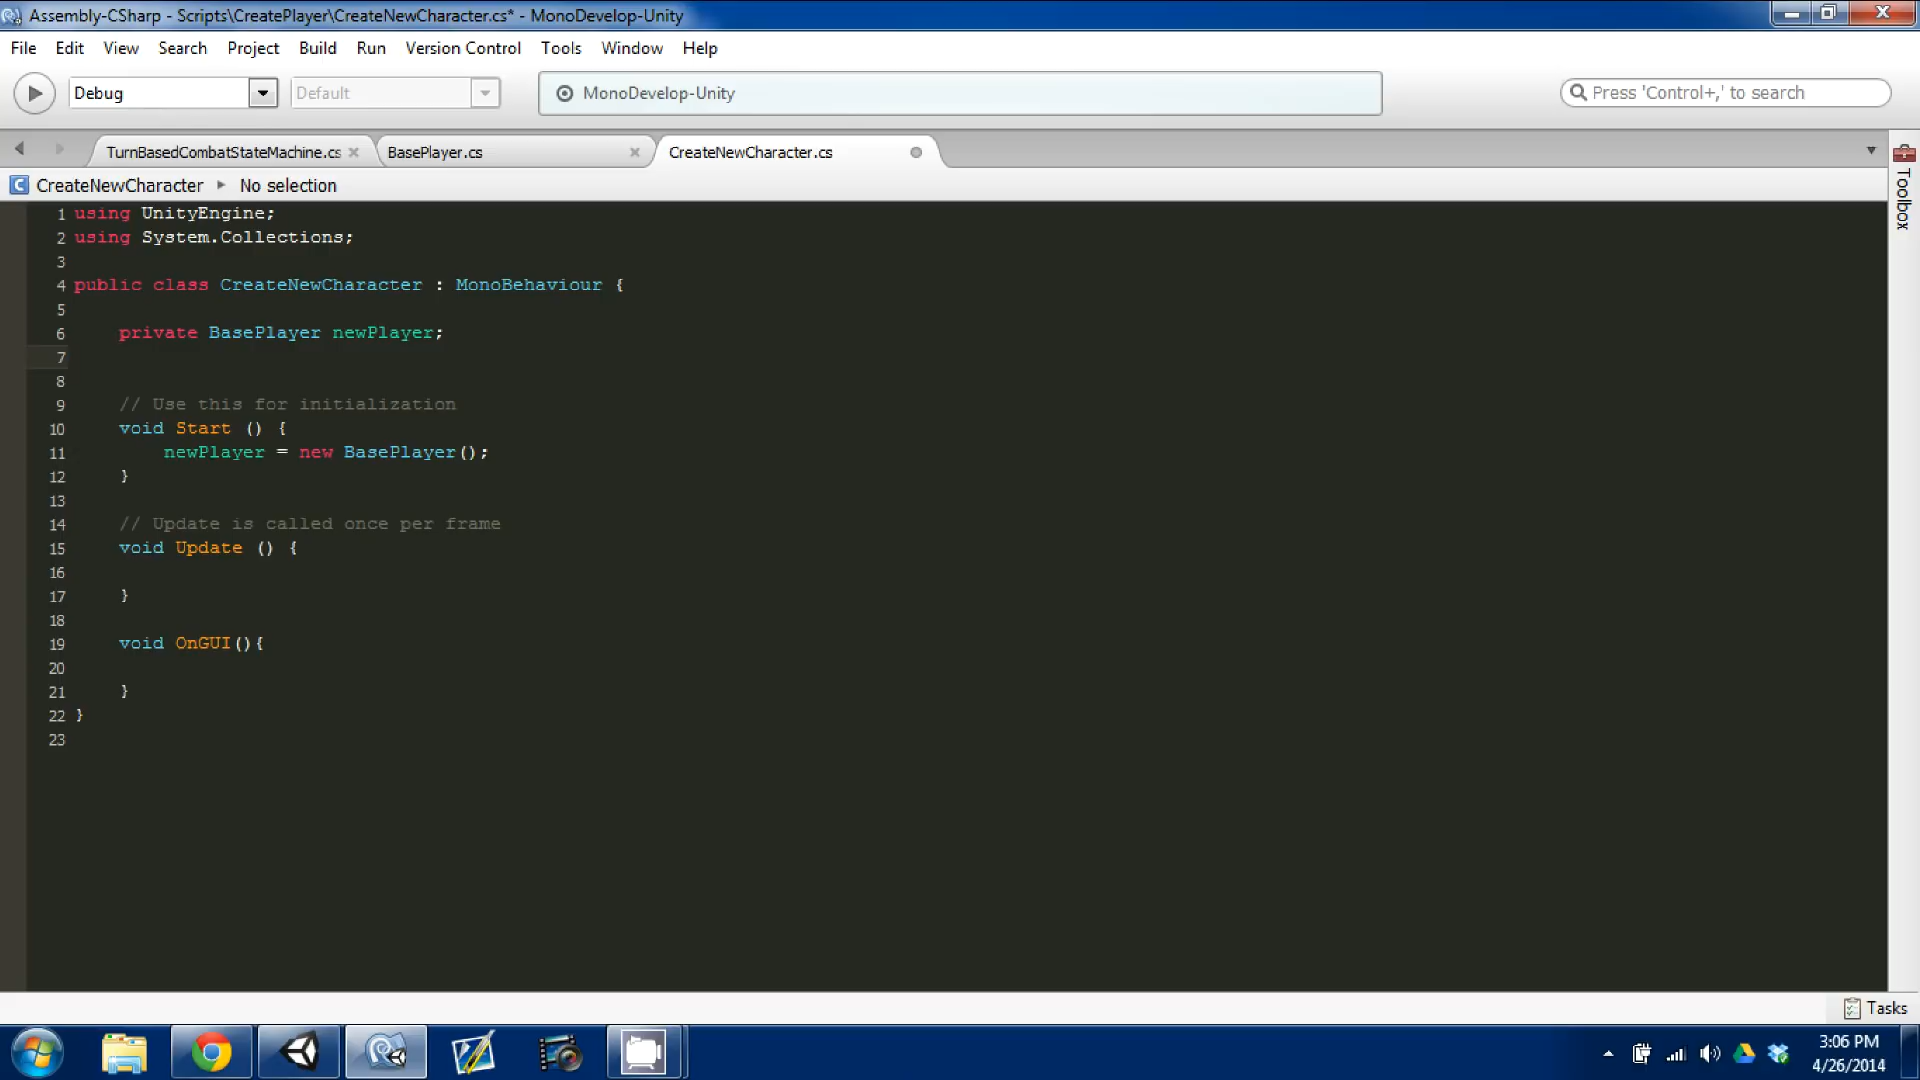 Assembly-CSharp - Scripts\CreatePlayer\CreateNewCharacter.cs* - MonoDevelop-Unity
File Edit View Search Project Build Run Version Control Tools Window Help
Debug Default MonoDevelop-Unity Press 'Control+,' to search
TurnBasedCombatStateMachine.cs BasePlayer.cs CreateNewCharacter.cs
CreateNewCharacter No selection
Toolbox
1 using UnityEngine;
2 using System.Collections;
3
4 public class CreateNewCharacter : MonoBehaviour {
5
6 private BasePlayer newPlayer;
7
8
9 // Use this for initialization
10 void Start () {
11 newPlayer = new BasePlayer();
12 }
13
14 // Update is called once per frame
15 void Update () {
16
17 }
18
19 void OnGUI(){
20
21 }
22 }
23
Tasks
3:06 PM
4/26/2014